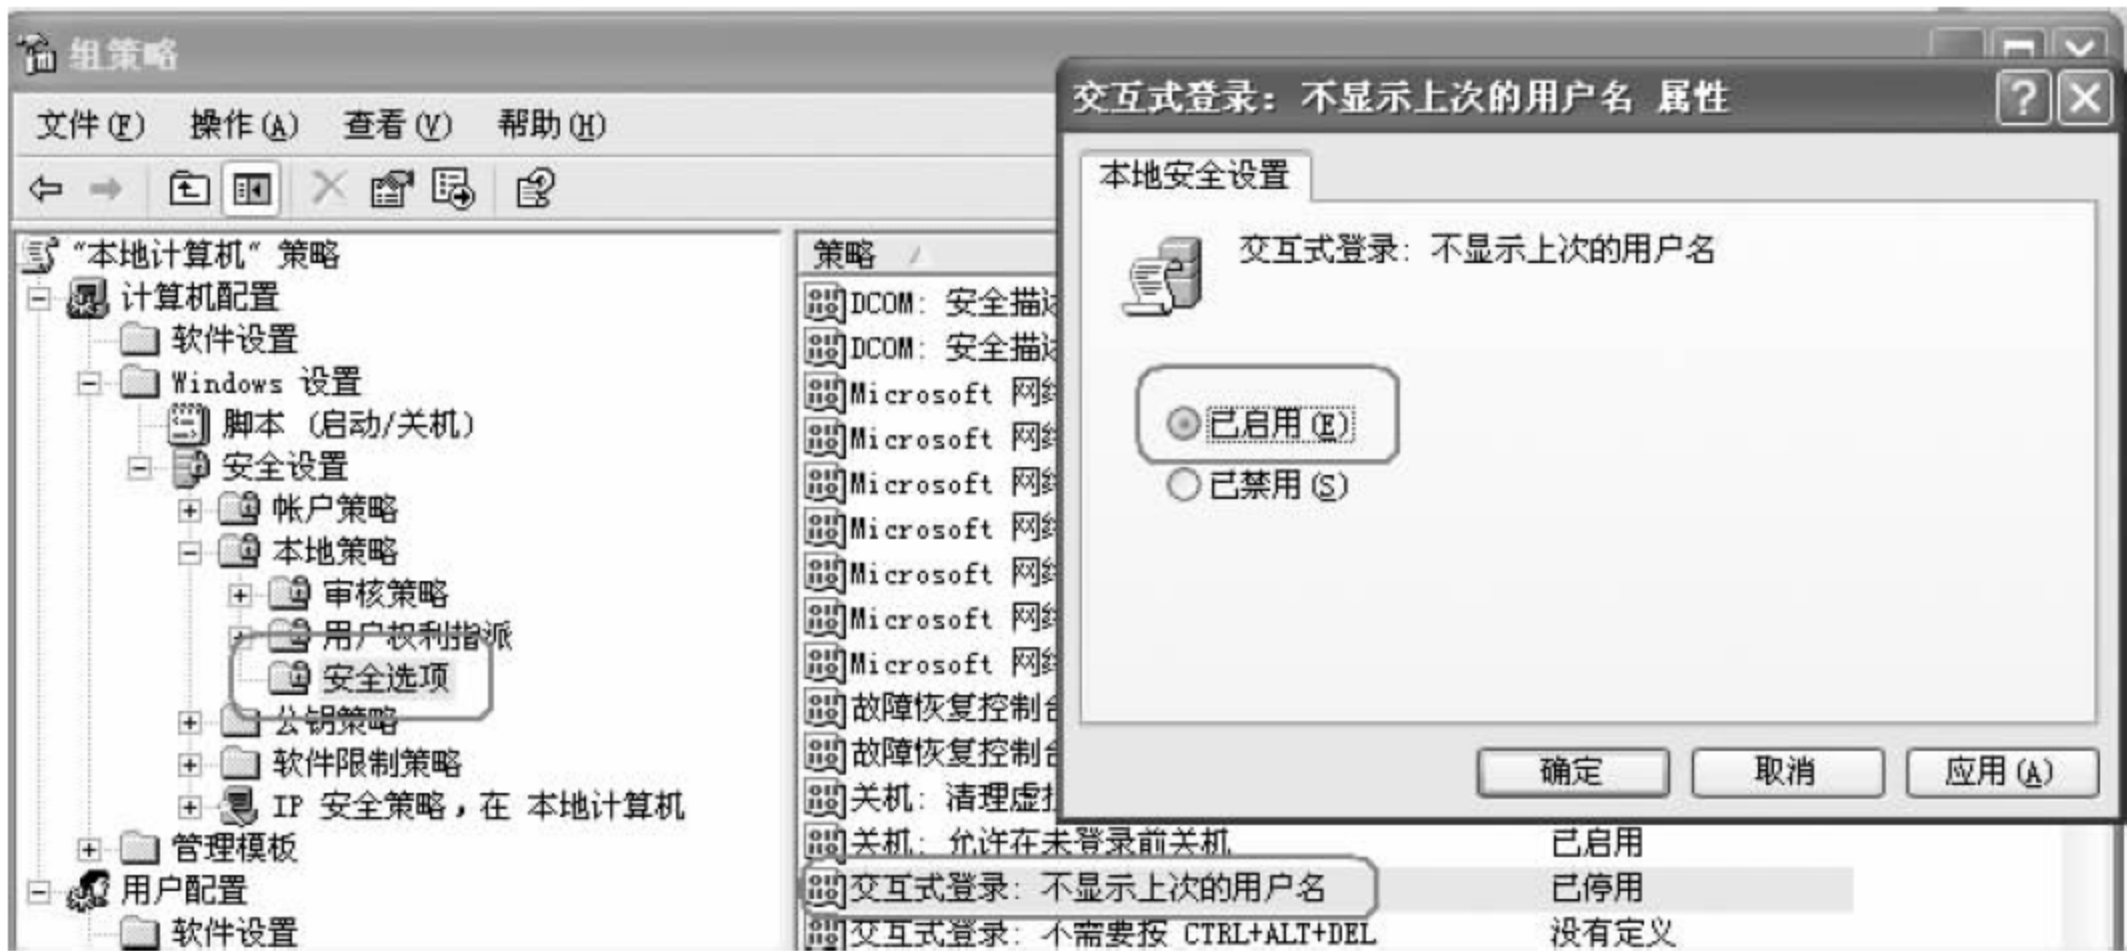 组策略
文件(F) 操作(A) 查看(V) 帮助(H)
“本地计算机” 策略
计算机配置
软件设置
Windows 设置
脚本 (启动/关机)
安全设置
帐户策略
本地策略
审核策略
用户权利指派
安全选项
公钥策略
软件限制策略
IP 安全策略，在 本地计算机
管理模板
用户配置
软件设置
策略
DCOM: 安全描述
DCOM: 安全描述
Microsoft 网络
Microsoft 网络
Microsoft 网络
Microsoft 网络
Microsoft 网络
Microsoft 网络
Microsoft 网络
故障恢复控制台
故障恢复控制台
关机: 清理虚拟
关机: 允许在未登录前关机 已启用
交互式登录: 不显示上次的用户名 已停用
交互式登录: 不需要按 CTRL+ALT+DEL 没有定义
交互式登录: 不显示上次的用户名 属性
本地安全设置
交互式登录: 不显示上次的用户名
已启用(E)
已禁用(S)
确定 取消 应用(A)